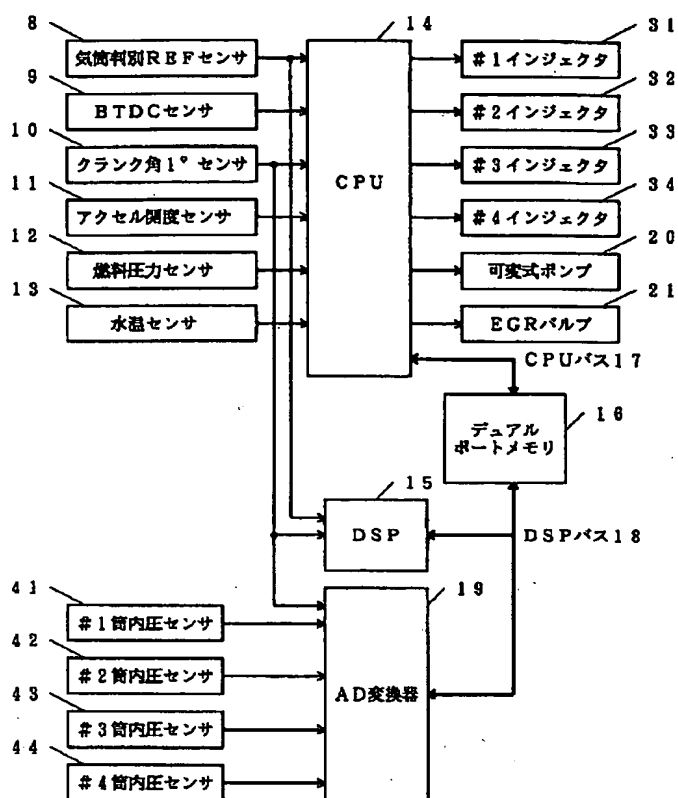 8
気筒判別REFセンサ
9
BTDCセンサ
10
クランク角1°センサ
11
アクセル開度センサ
12
燃料圧力センサ
13
水温センサ
14
CPU
31
#1インジェクタ
32
#2インジェクタ
33
#3インジェクタ
34
#4インジェクタ
20
可変式ポンプ
21
EGRバルブ
CPUバス17
16
デュアル
ポートメモリ
15
DSP
DSPバス18
41
#1筒内圧センサ
42
#2筒内圧センサ
43
#3筒内圧センサ
44
#4筒内圧センサ
19
AD変換器